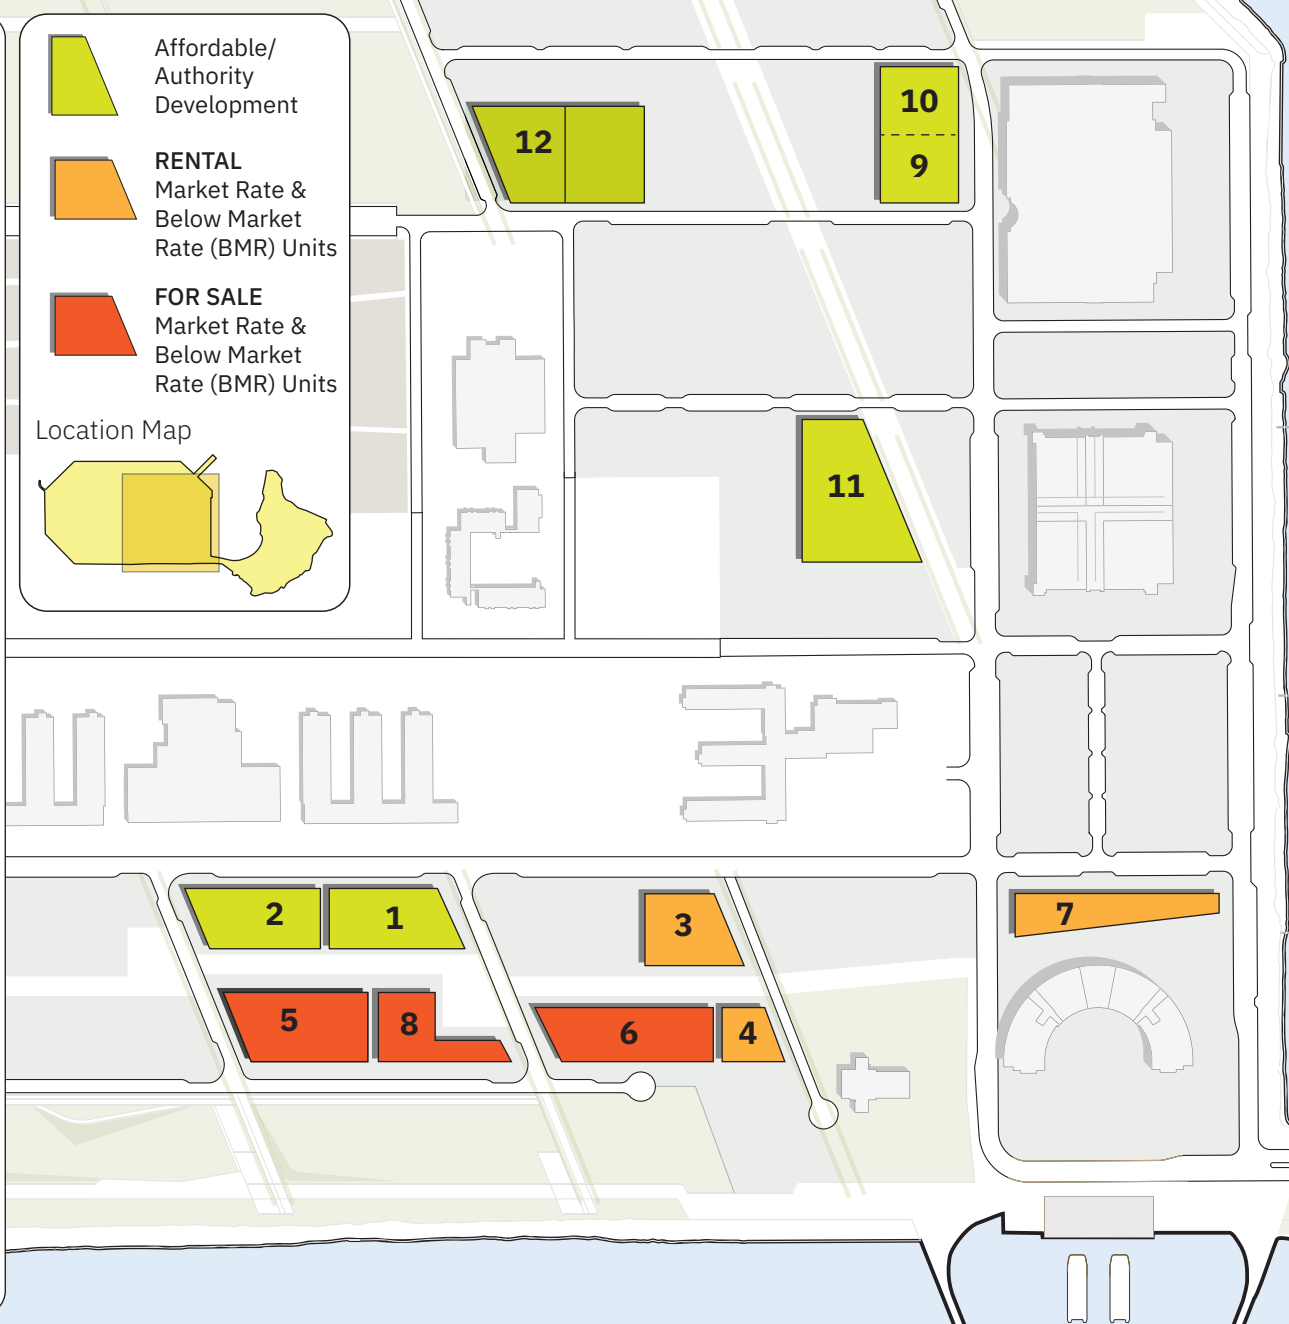 Affordable/
Authority
Development
RENTAL
Market Rate &
Below Market
Rate (BMR) Units
FOR SALE
Market Rate &
Below Market
Rate (BMR) Units
Location Map
12
10
9
11
2
1
3
7
5
8
6
4